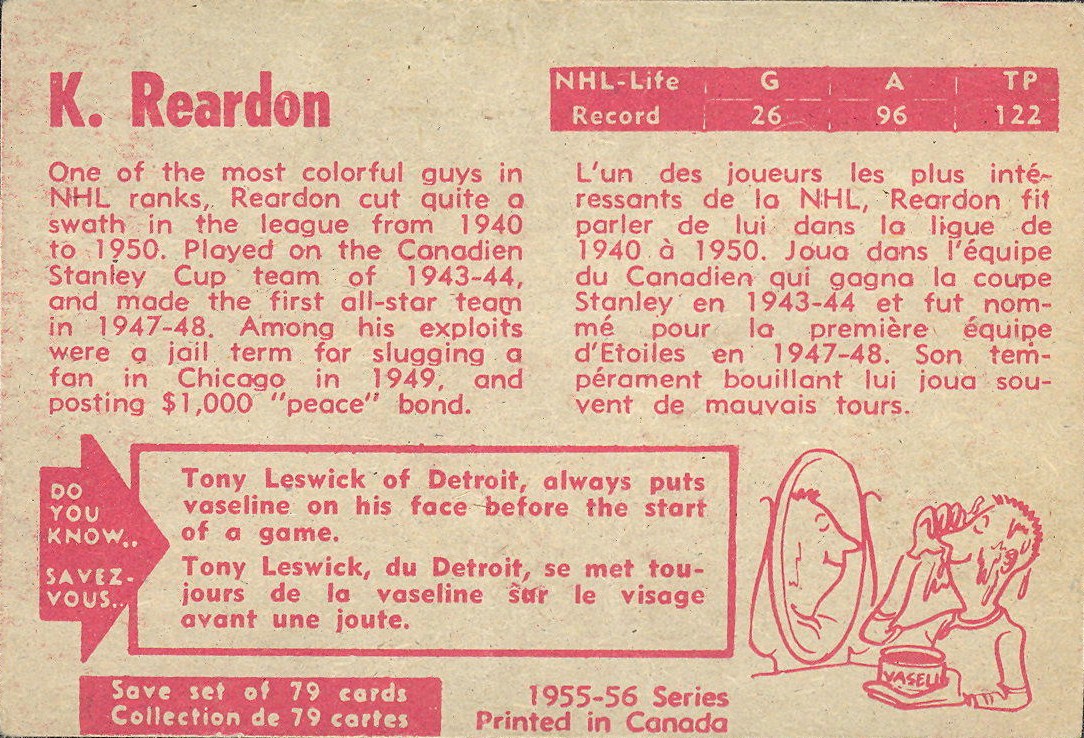 K. Reardon
NHL-Life G A TP
Record 26 96 122
One of the most colorful guys in
NHL ranks, Reardon cut quite a
swath in the league from 1940
to 1950. Played on the Canadien
Stanley Cup team of 1943-44,
and made the first all-star team
in 1947-48. Among his exploits
were a jail term for slugging a
fan in Chicago in 1949, and
posting $1,000 "peace" bond.
L'un des joueurs les plus inté-
ressants de la NHL, Reardon fit
parler de lui dans la ligue de
1940 à 1950. Joua dans l'équipe
du Canadien qui gagna la coupe
Stanley en 1943-44 et fut nom-
mé pour la première équipe
d'Etoiles en 1947-48. Son tem-
pérament bouillant lui joua sou-
vent de mauvais tours.
DO
YOU
KNOW..
SAVEZ-
VOUS..
Tony Leswick of Detroit, always puts
vaseline on his face before the start
of a game.
Tony Leswick, du Detroit, se met tou-
jours de la vaseline sur le visage
avant une joute.
VASELI
Save set of 79 cards
Collection de 79 cartes
1955-56 Series
Printed in Canada